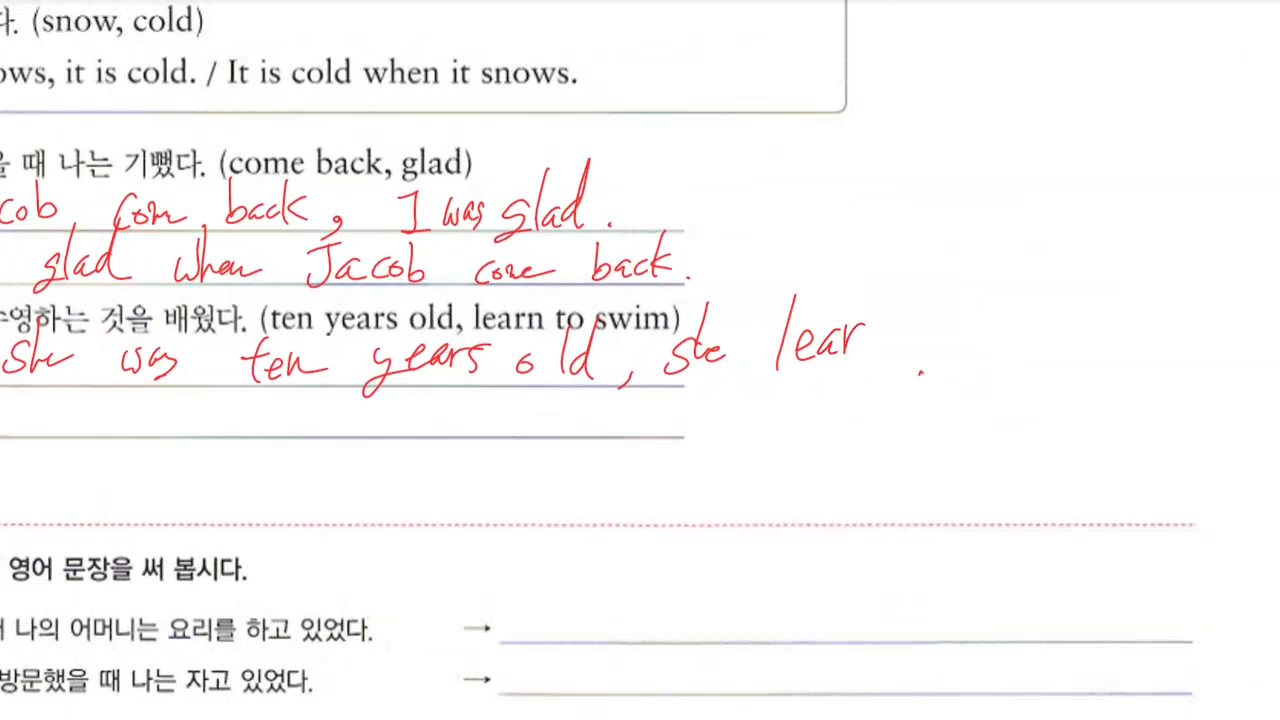 다. (snow, cold)
ows, it is cold. / It is cold when it snows.
을 때 나는 기뻤다. (come back, glad)
cob come back, I was glad.
glad when Jacob come back.
수영하는 것을 배웠다. (ten years old, learn to swim)
she was ten years old, she lear .
영어 문장을 써 봅시다.
나의 어머니는 요리를 하고 있었다. →
방문했을 때 나는 자고 있었다. →